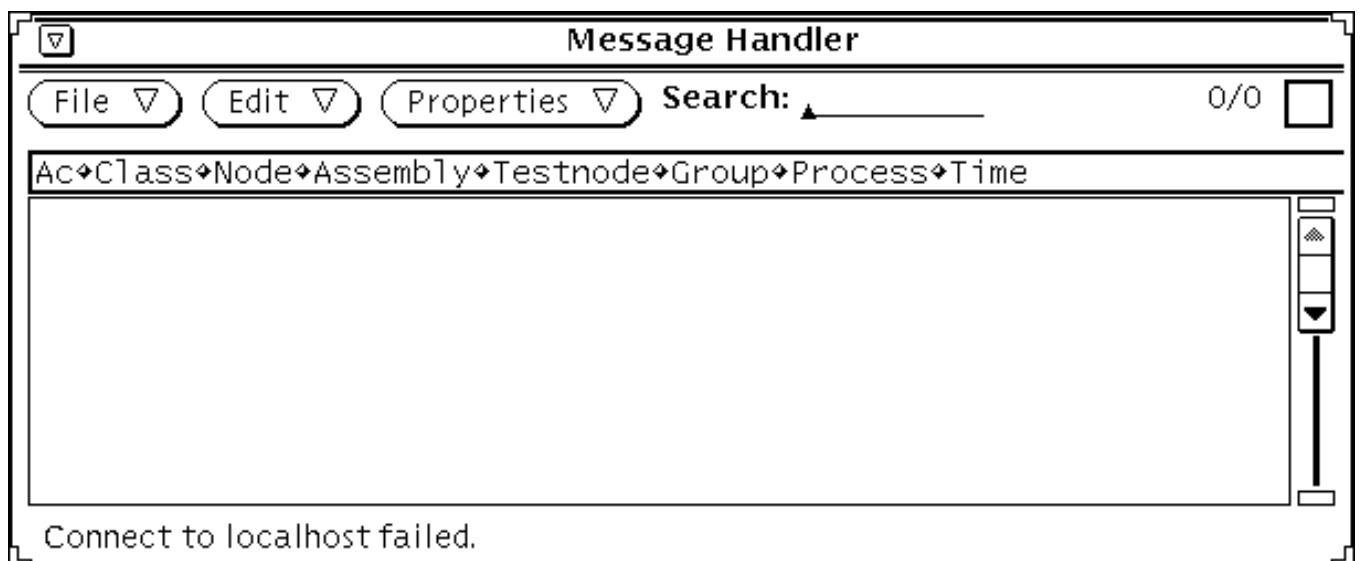 Message Handler
File Edit Properties Search: 0/0
Ac◆Class◆Node◆Assembly◆Testnode◆Group◆Process◆Time
Connect to localhost failed.